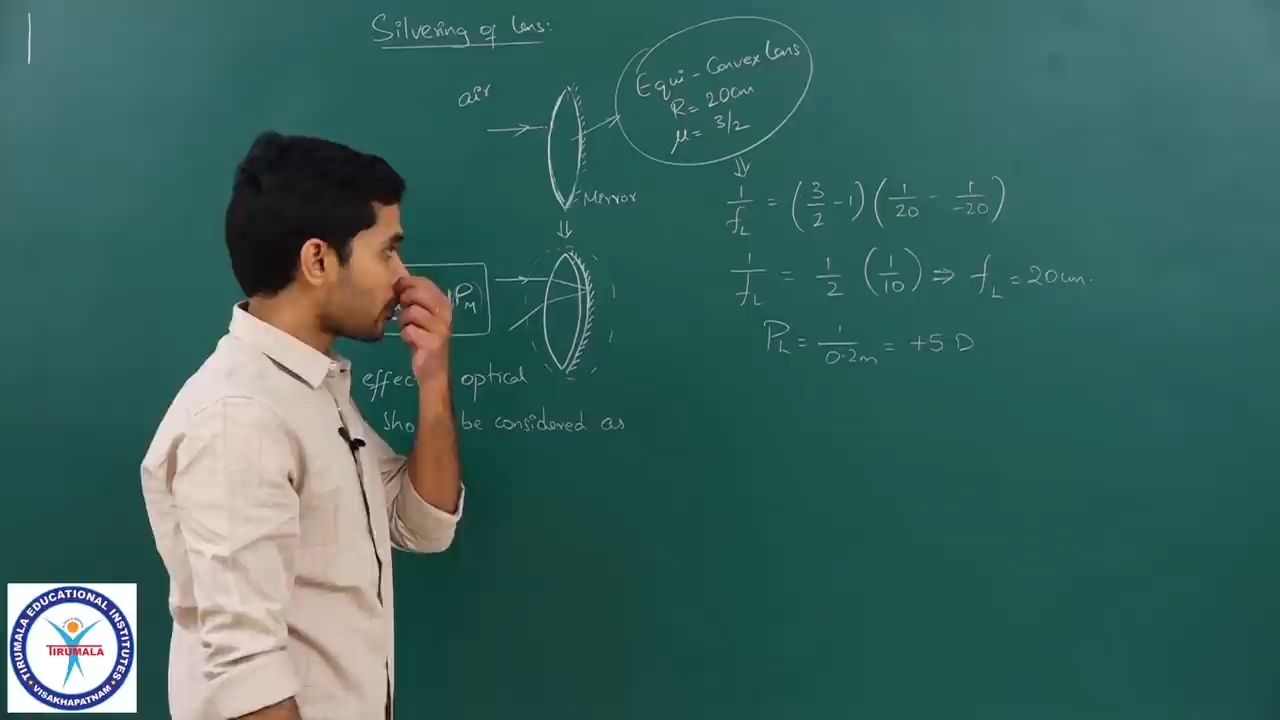 Silvering of lens:
air
Mirror
Equi-Convex Lens
R = 20cm
μ = 3/2
1/f_L = (3/2 - 1)(1/20 - 1/-20)
1/f_L = 1/2 (1/10) ⇒ f_L = 20cm.
P_L = 1/0.2m = +5 D
P_M
optical
be considered as
TIRUMALA EDUCATIONAL INSTITUTES
TIRUMALA
VISAKHAPATNAM